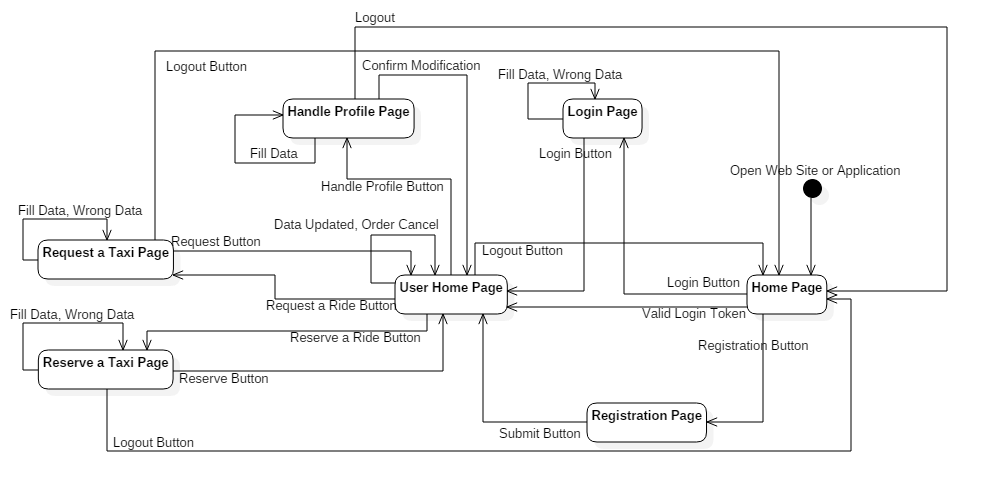 Logout
Logout Button
Confirm Modification
Fill Data, Wrong Data
Handle Profile Page
Login Page
Fill Data
Login Button
Open Web Site or Application
Handle Profile Button
Fill Data, Wrong Data
Data Updated, Order Cancel
Request a Taxi Page
Request Button
Logout Button
User Home Page
Login Button
Home Page
Request a Ride Button
Valid Login Token
Fill Data, Wrong Data
Reserve a Ride Button
Registration Button
Reserve a Taxi Page
Reserve Button
Registration Page
Submit Button
Logout Button